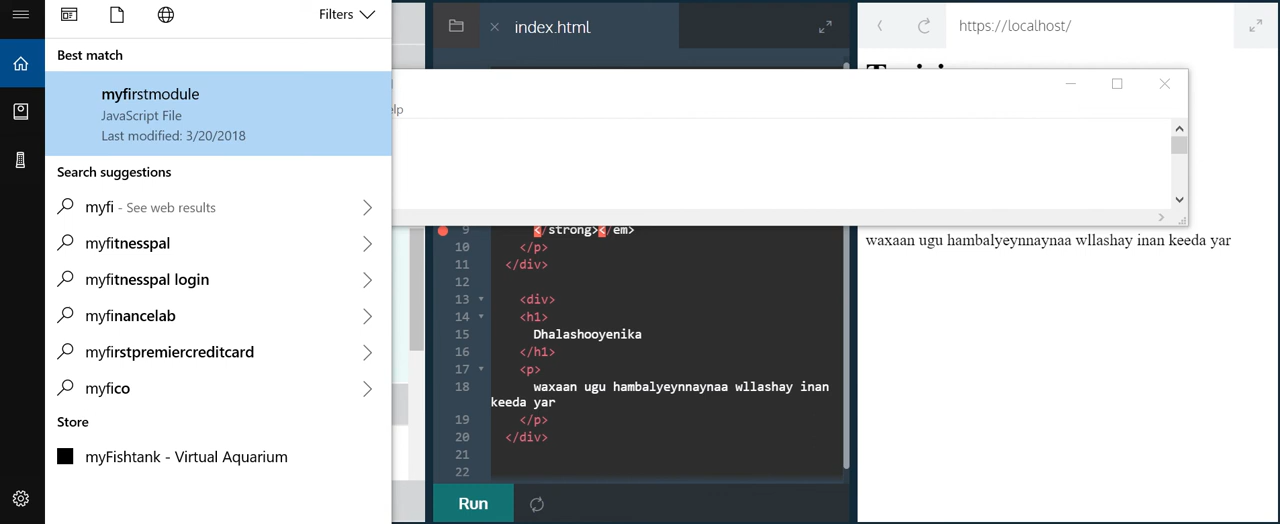 Filters
Best match
myfirstmodule
JavaScript File
Last modified: 3/20/2018
Search suggestions
myfi - See web results
myfitnesspal
myfitnesspal login
myfinancelab
myfirstpremiercreditcard
myfico
Store
myFishtank - Virtual Aquarium
index.html
elp
9 </strong></em>
10 </p>
11 </div>
12
13 <div>
14 <h1>
15 Dhalashooyenika
16 </h1>
17 <p>
18 waxaan ugu hambalyeynnaynaa wllashay inan
keeda yar
19 </p>
20 </div>
21
22
Run
https://localhost/
waxaan ugu hambalyeynnaynaa wllashay inan keeda yar